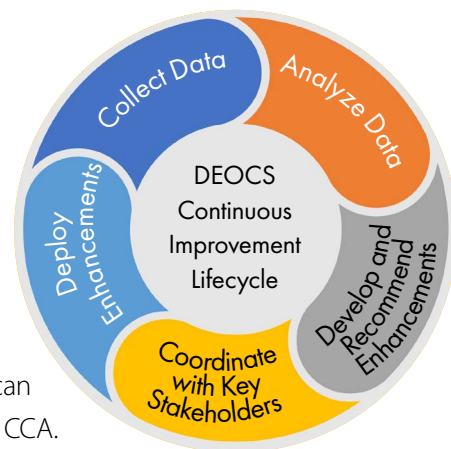 Collect Data
Analyze Data
DEOCS
Continuous
Improvement
Lifecycle
Develop and
Recommend
Enhancements
Coordinate
with Key
Stakeholders
Deploy
Enhancements
can
CCA.